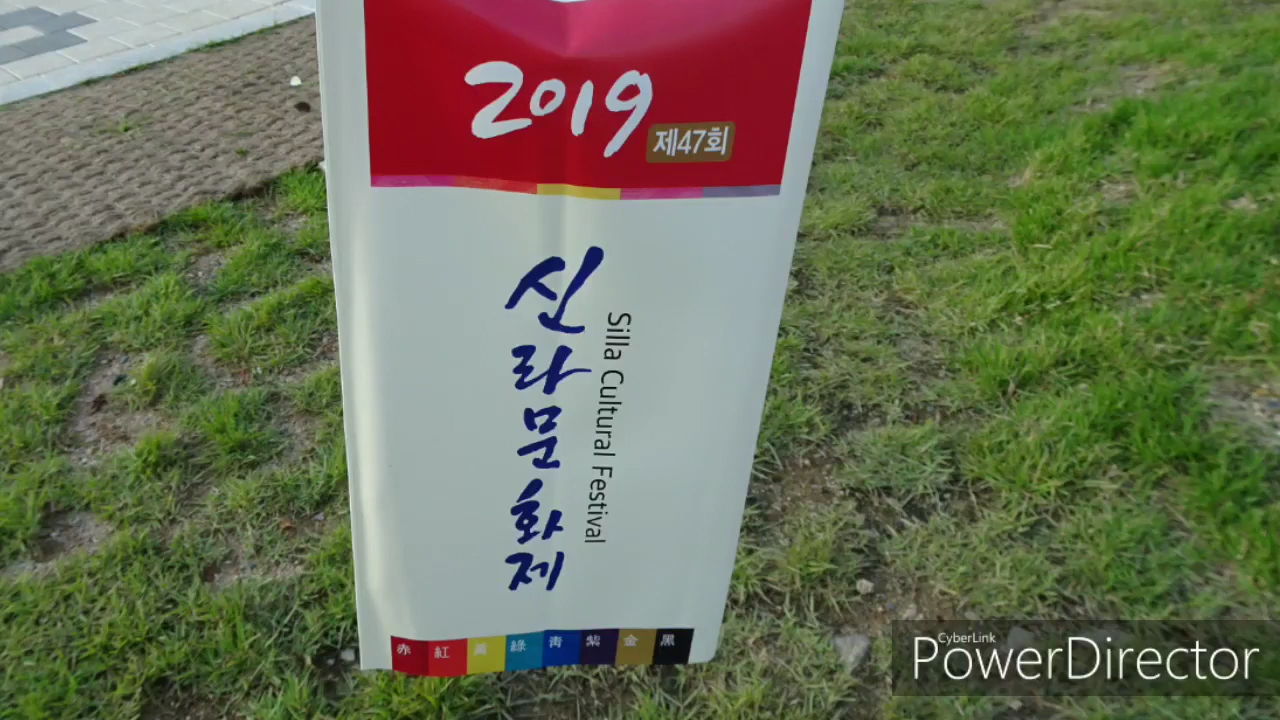 2019
제47회
신라문화제
Silla Cultural Festival
赤 紅 黃 綠 靑 紫 金 黑
CyberLink
PowerDirector